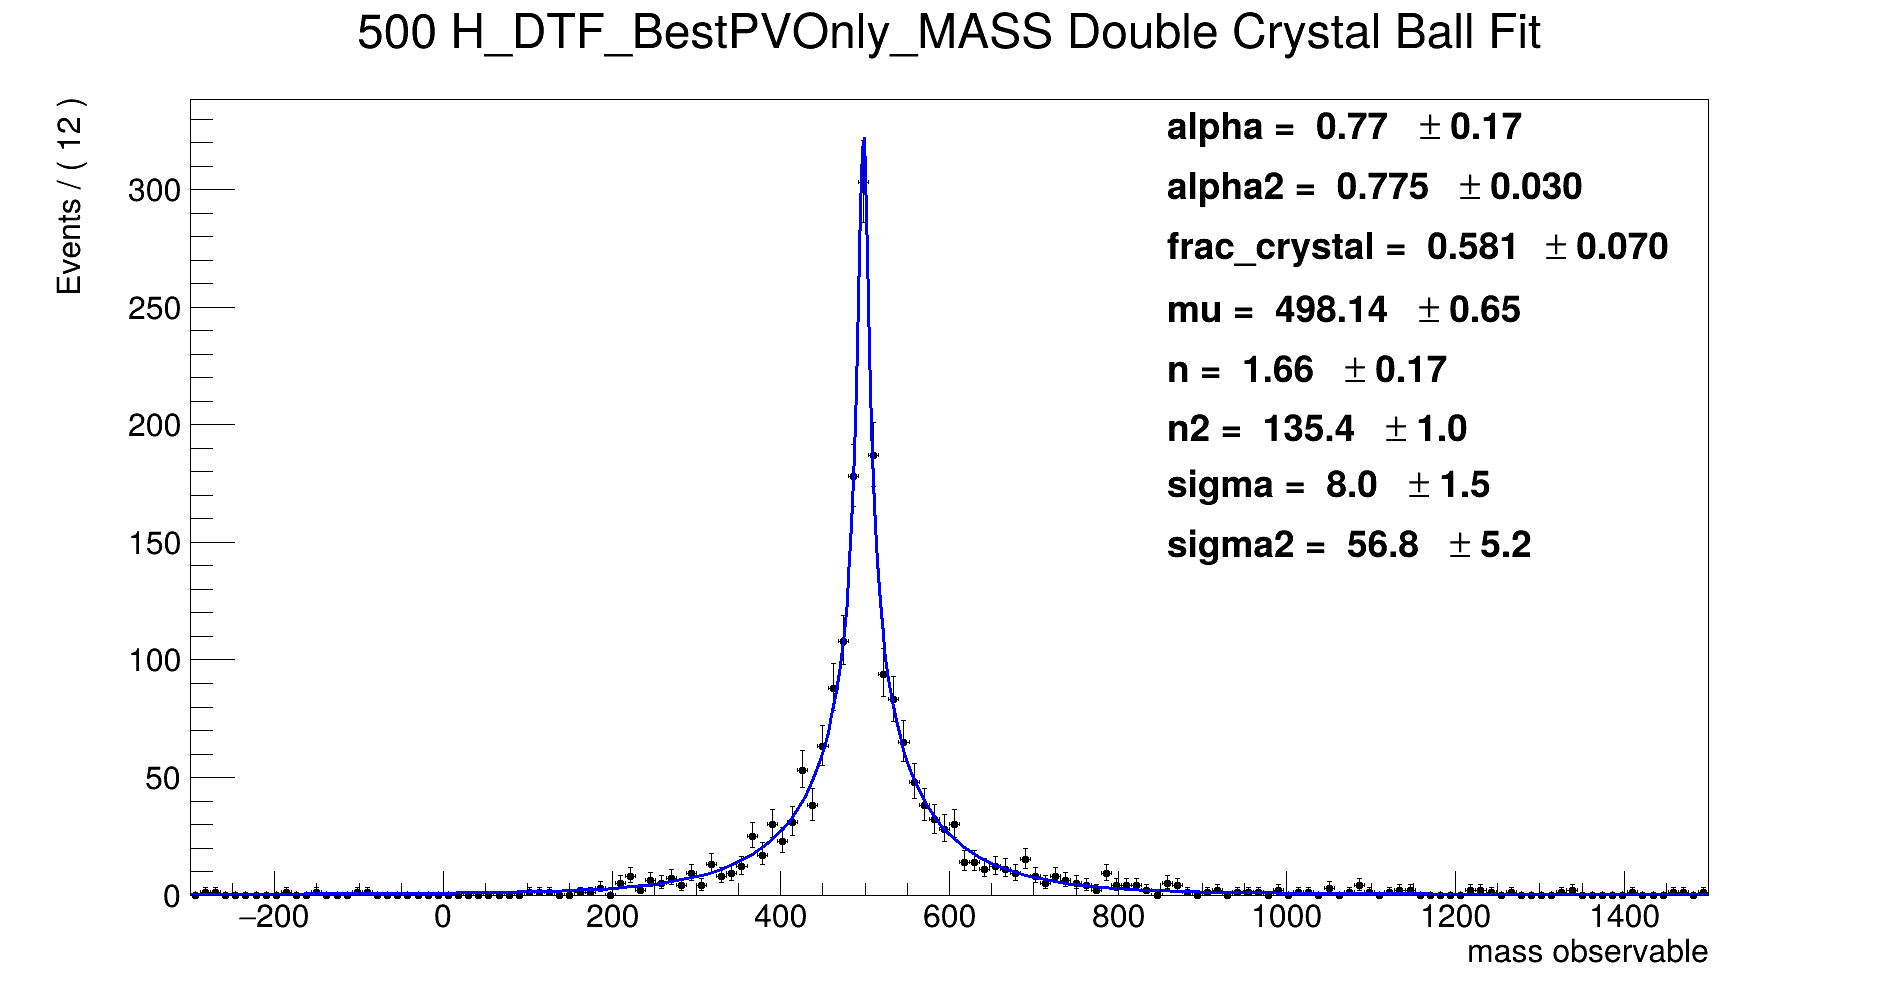 500 H_DTF_BestPVOnly_MASS Double Crystal Ball Fit
Events / ( 12 )
alpha = 0.77 ± 0.17
alpha2 = 0.775 ± 0.030
frac_crystal = 0.581 ± 0.070
mu = 498.14 ± 0.65
n = 1.66 ± 0.17
n2 = 135.4 ± 1.0
sigma = 8.0 ± 1.5
sigma2 = 56.8 ± 5.2
300
250
200
150
100
50
0
−200 0 200 400 600 800 1000 1200 1400
mass observable